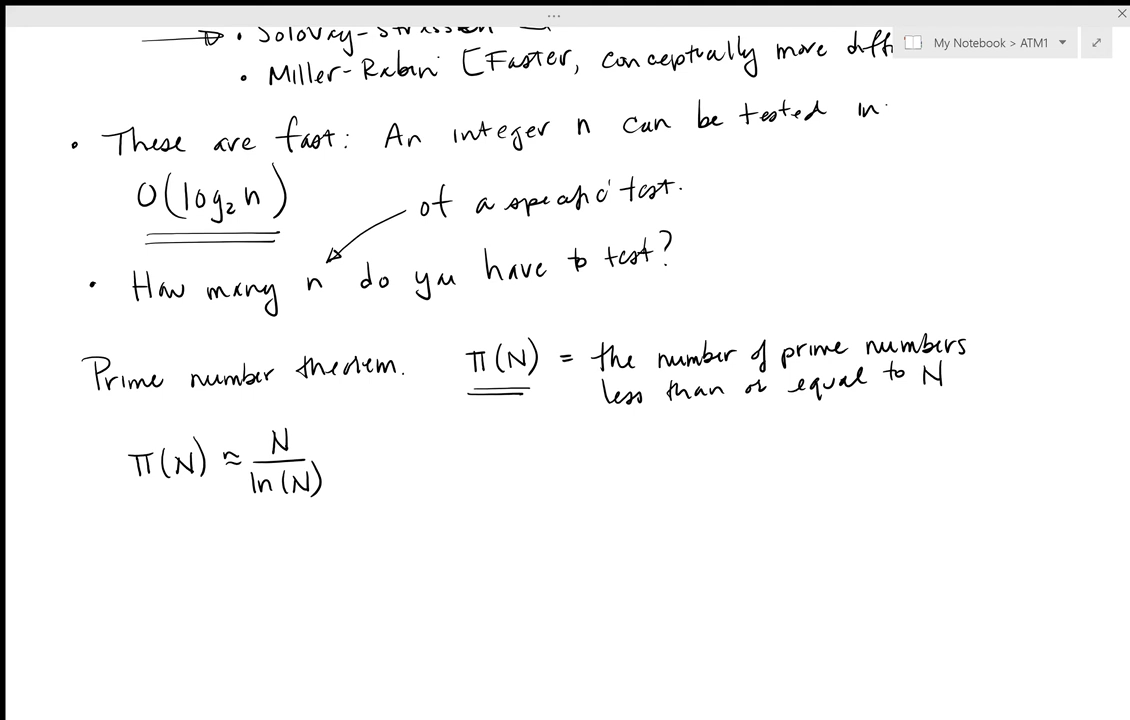 • Solovay-Strassen
My Notebook > ATM1
• Miller-Rabin [Faster, conceptually more diff
• These are fast: An integer n can be tested in
O(log₂ n)
of a specific test.
• How many n do you have to test?
Prime number theorem. π(N) = the number of prime numbers
less than or equal to N
π(N) ≈ N / ln(N)